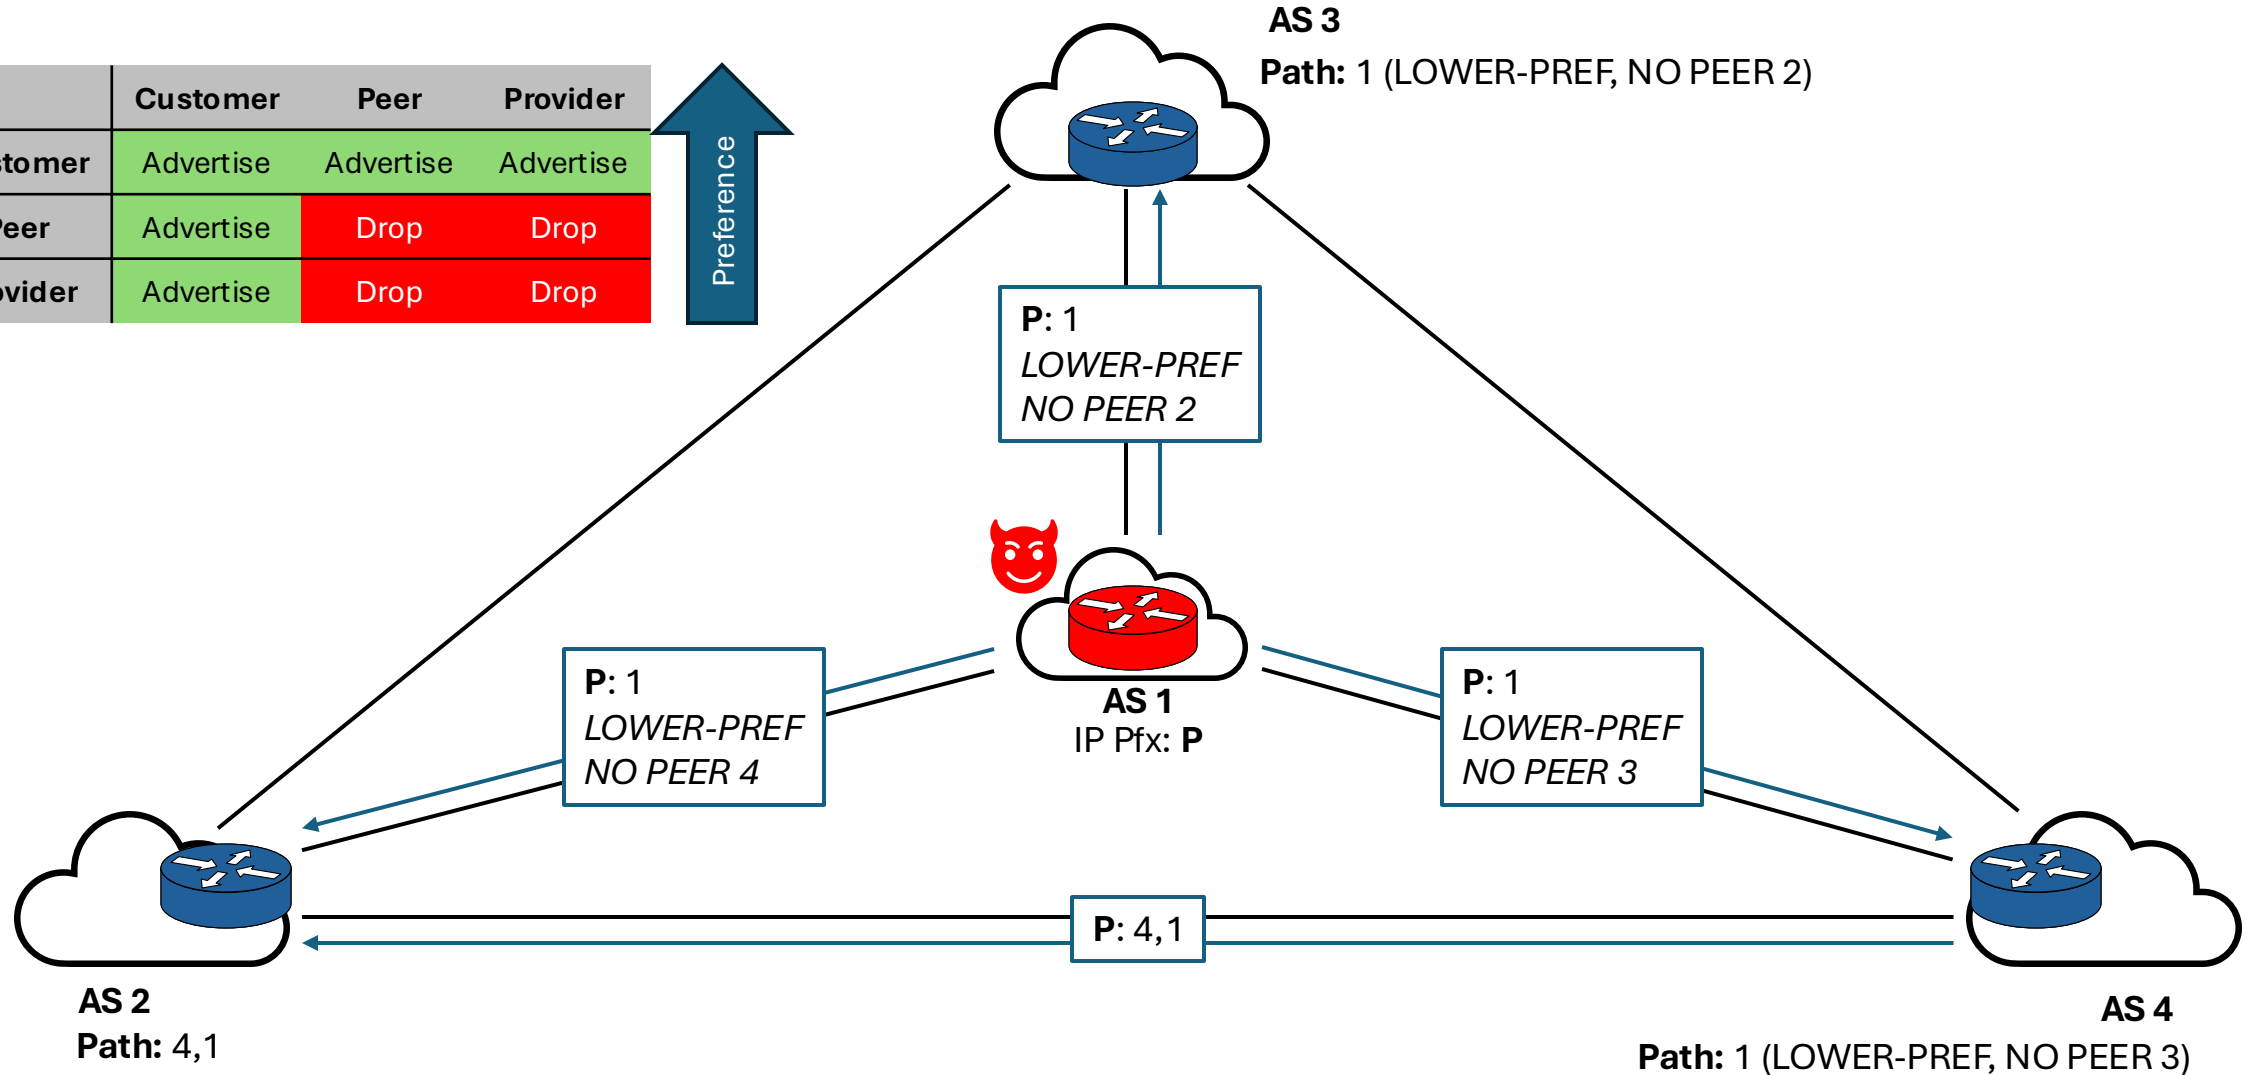 AS 3
Path: 1 (LOWER-PREF, NO PEER 2)
Customer Peer Provider
stomer Advertise Advertise Advertise
Peer Advertise Drop Drop
ovider Advertise Drop Drop
Preference
P: 1
LOWER-PREF
NO PEER 2
P: 1
LOWER-PREF
NO PEER 4
AS 1
IP Pfx: P
P: 1
LOWER-PREF
NO PEER 3
P: 4,1
AS 2
Path: 4,1
AS 4
Path: 1 (LOWER-PREF, NO PEER 3)